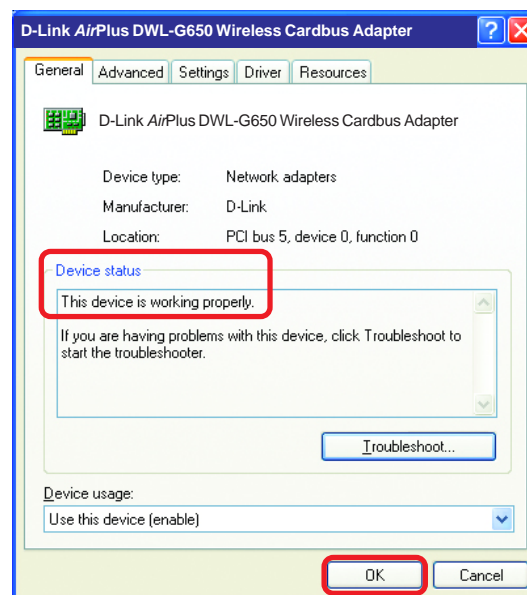 D-Link AirPlus DWL-G650 Wireless Cardbus Adapter
General Advanced Settings Driver Resources
D-Link AirPlus DWL-G650 Wireless Cardbus Adapter
Device type: Network adapters
Manufacturer: D-Link
Location: PCI bus 5, device 0, function 0
Device status
This device is working properly.
If you are having problems with this device, click Troubleshoot to
start the troubleshooter.
Troubleshoot...
Device usage:
Use this device (enable)
OK Cancel